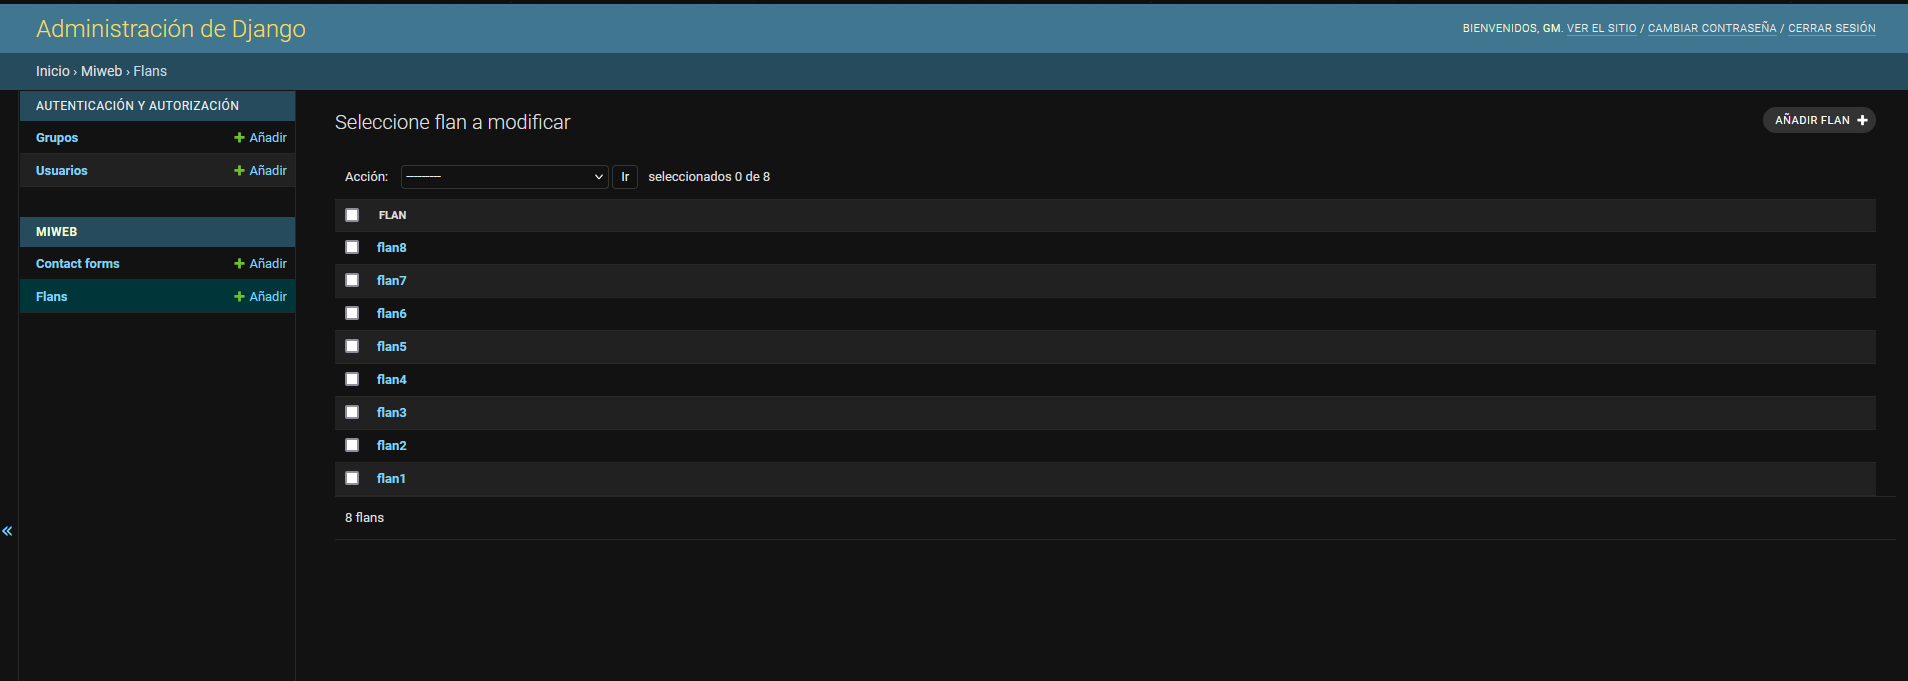 Administración de Django
BIENVENIDOS, GM. VER EL SITIO / CAMBIAR CONTRASEÑA / CERRAR SESIÓN
Inicio › Miweb › Flans
AUTENTICACIÓN Y AUTORIZACIÓN
Grupos + Añadir
Usuarios + Añadir
MIWEB
Contact forms + Añadir
Flans + Añadir
«
Seleccione flan a modificar
AÑADIR FLAN +
Acción: --------- Ir seleccionados 0 de 8
FLAN
flan8
flan7
flan6
flan5
flan4
flan3
flan2
flan1
8 flans